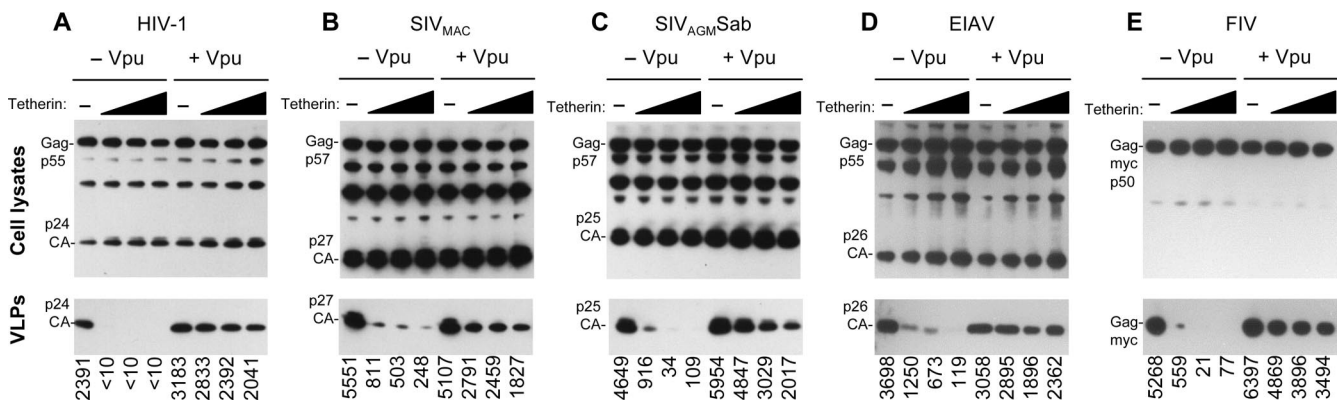 A HIV-1
– Vpu + Vpu
Tetherin: – –
Gag-
p55
p24
CA-
p24
CA-
2391 <10 <10 <10 3183 2833 2392 2041
B SIVMAC
– Vpu + Vpu
Tetherin: – –
Gag-
p57
p27
CA-
p27
CA-
5551 811 503 248 5107 2791 2459 1827
C SIVAGMSab
– Vpu + Vpu
Tetherin: – –
Gag-
p57
p25
CA-
p25
CA-
4649 916 34 109 5954 4847 3029 2017
D EIAV
– Vpu + Vpu
Tetherin: – –
Gag-
p55
p26
CA-
p26
CA-
3698 1250 673 119 3058 2895 1896 2362
E FIV
– Vpu + Vpu
Tetherin: – –
Gag-
myc
p50
Gag-
myc
5268 559 21 77 6397 4869 3896 3494
Cell lysates
VLPs